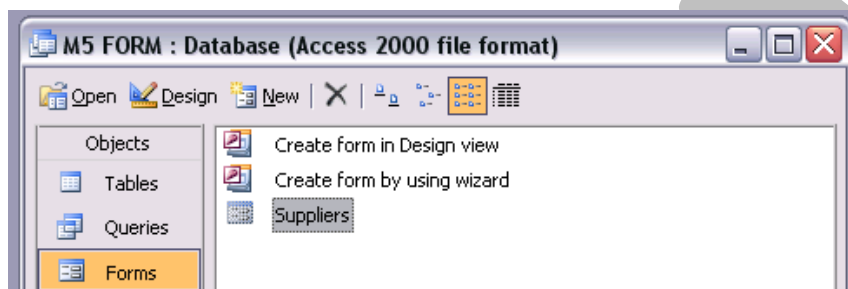 M5 FORM : Database (Access 2000 file format)
Open Design New
Objects
Tables
Queries
Forms
Create form in Design view
Create form by using wizard
Suppliers